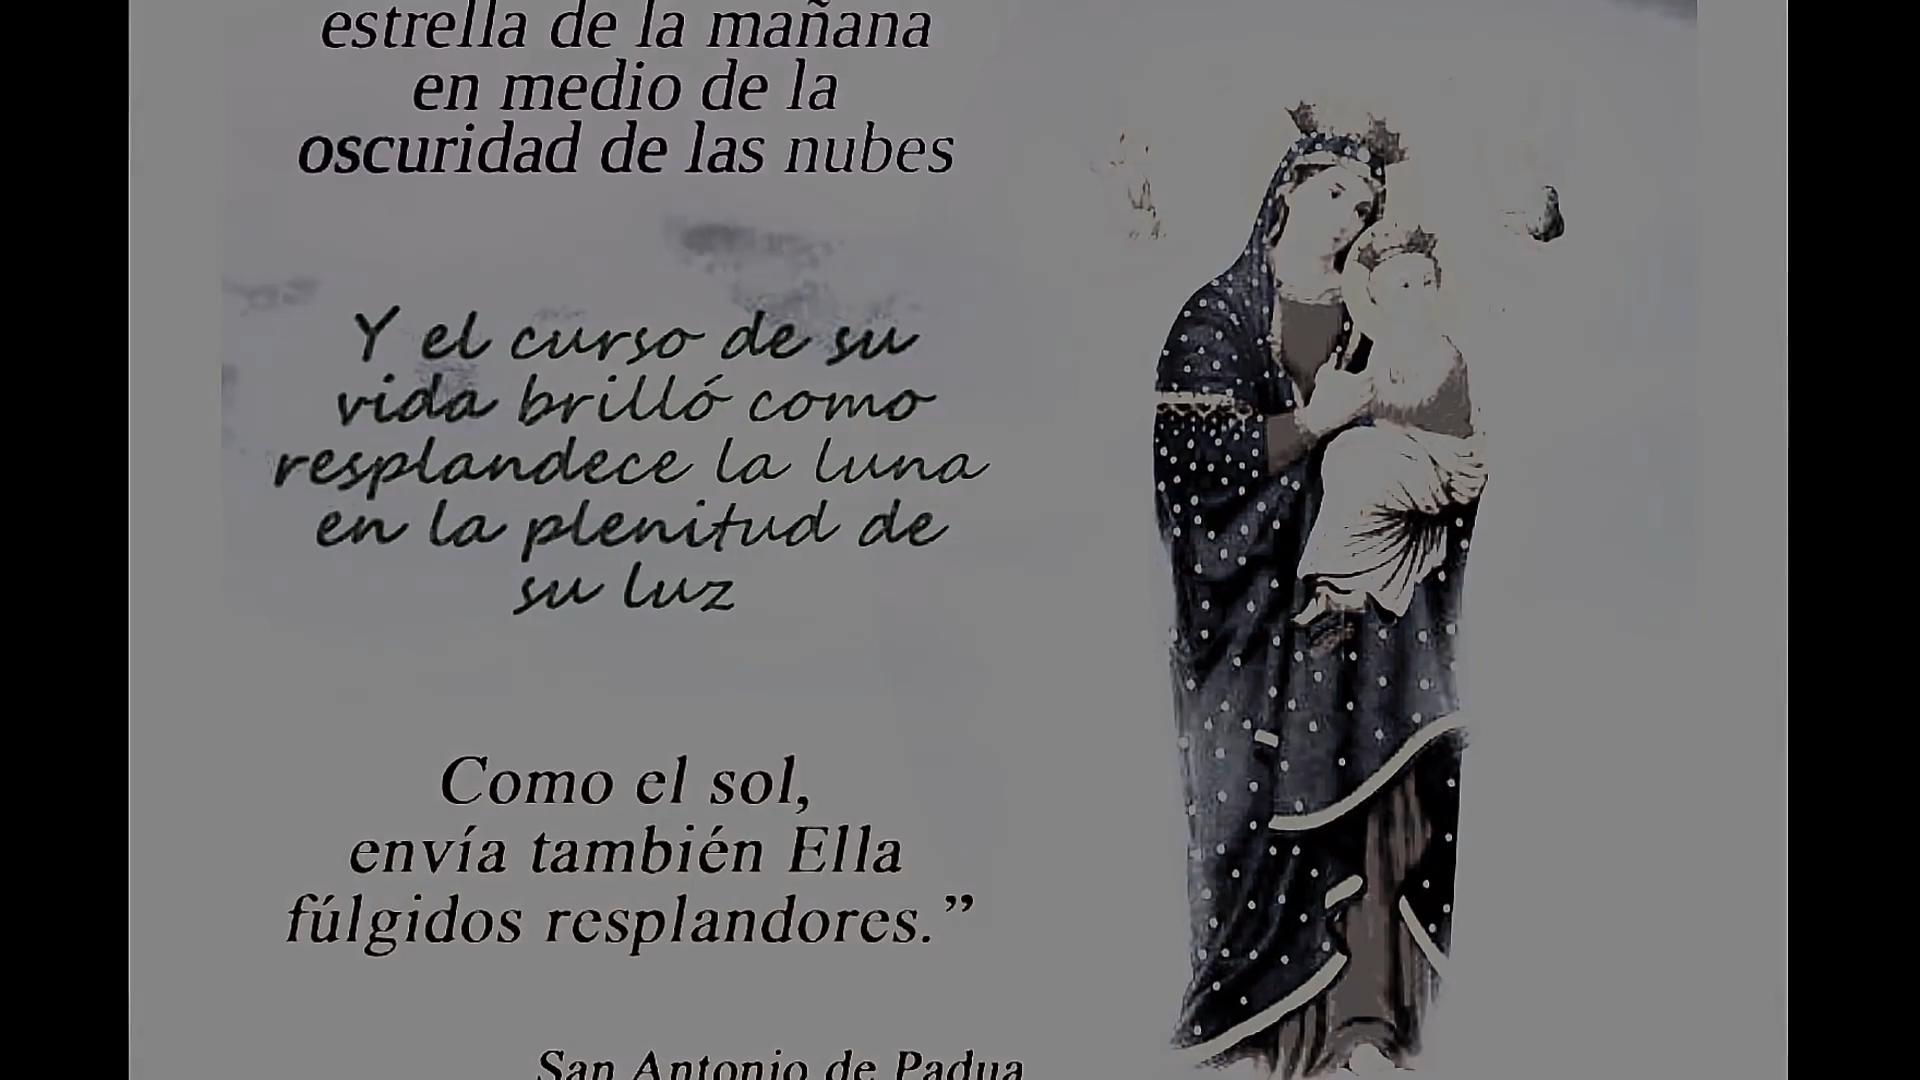 estrella de la mañana
en medio de la
oscuridad de las nubes
Y el curso de su
vida brilló como
resplandece la luna
en la plenitud de
su luz
Como el sol,
envía también Ella
fúlgidos resplandores.”
San Antonio de Padua